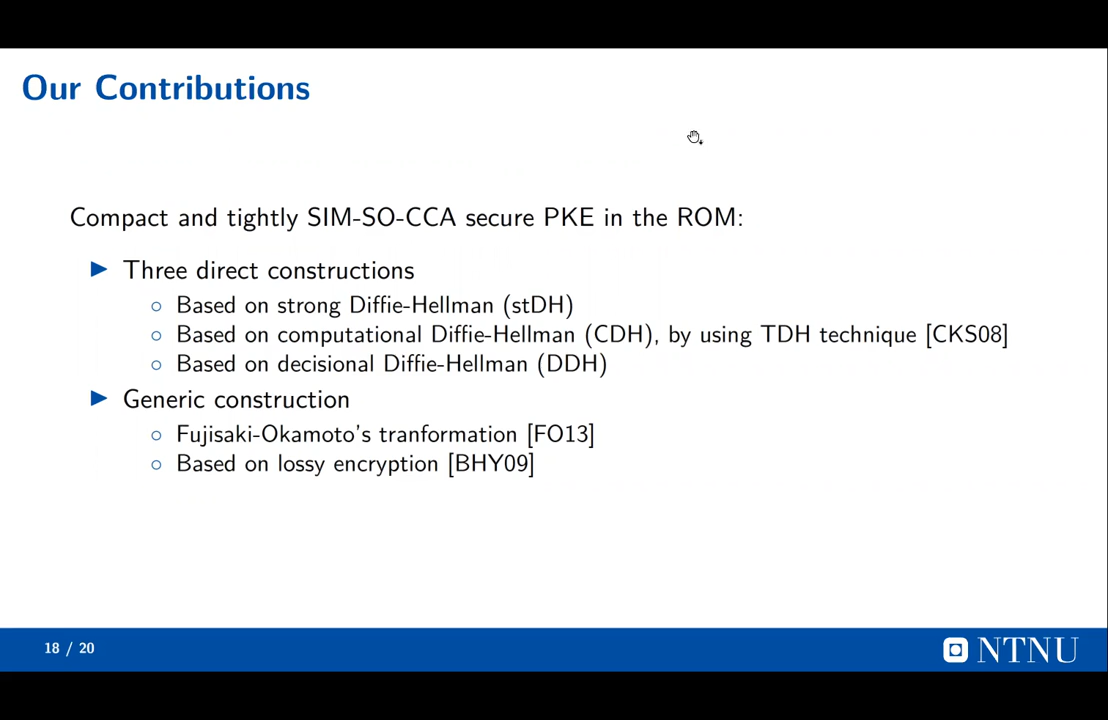 Our Contributions
Compact and tightly SIM-SO-CCA secure PKE in the ROM:
▶ Three direct constructions
○ Based on strong Diffie-Hellman (stDH)
○ Based on computational Diffie-Hellman (CDH), by using TDH technique [CKS08]
○ Based on decisional Diffie-Hellman (DDH)
▶ Generic construction
○ Fujisaki-Okamoto's tranformation [FO13]
○ Based on lossy encryption [BHY09]
18 / 20
NTNU